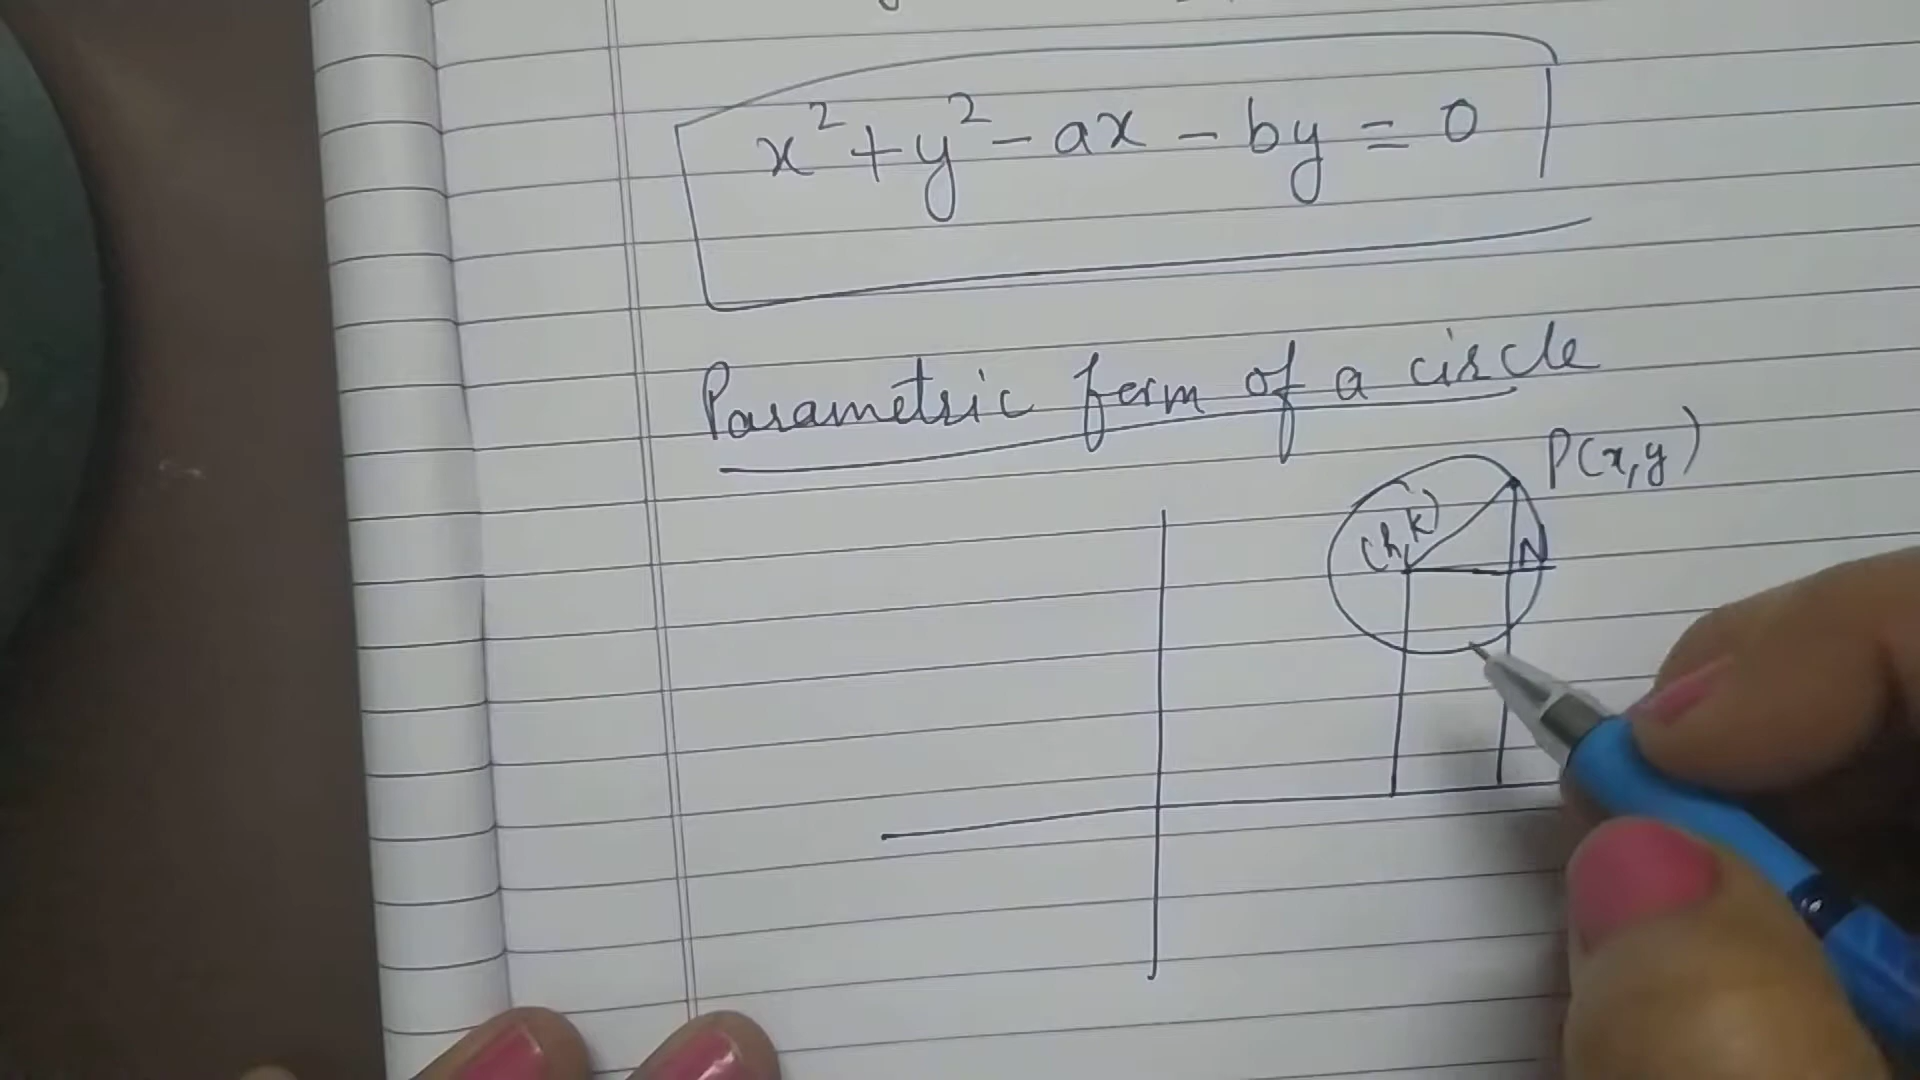 x²+y²-ax-by=0
Parametric form of a circle
P(x,y)
(h,k)
N